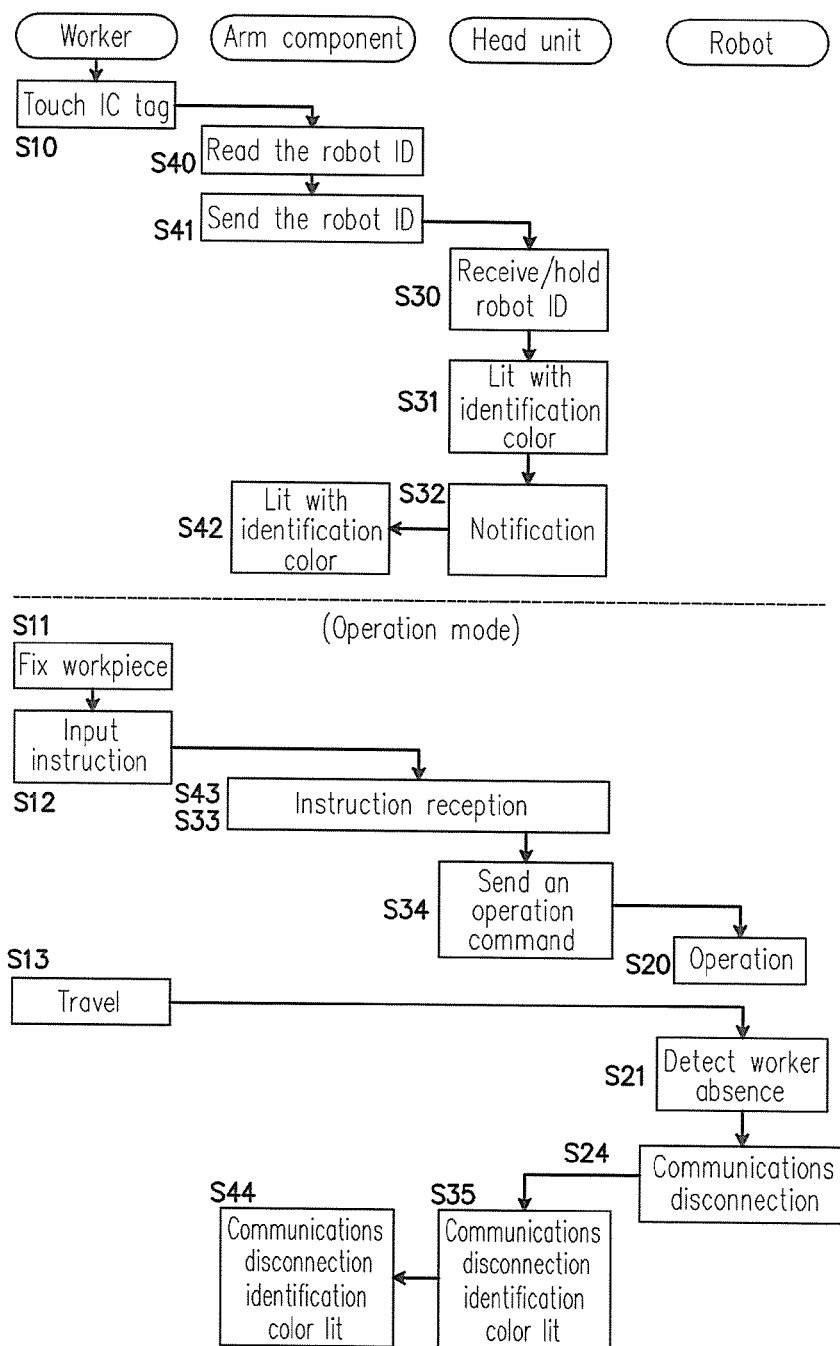 Worker
Arm component
Head unit
Robot
Touch IC tag
S10
S40
Read the robot ID
S41
Send the robot ID
S30
Receive/hold
robot ID
S31
Lit with
identification
color
S32
Notification
S42
Lit with
identification
color
(Operation mode)
S11
Fix workpiece
Input
instruction
S12
S43
S33
Instruction reception
S34
Send an
operation
command
S20
Operation
S13
Travel
S21
Detect worker
absence
S24
Communications
disconnection
S35
Communications
disconnection
identification
color lit
S44
Communications
disconnection
identification
color lit